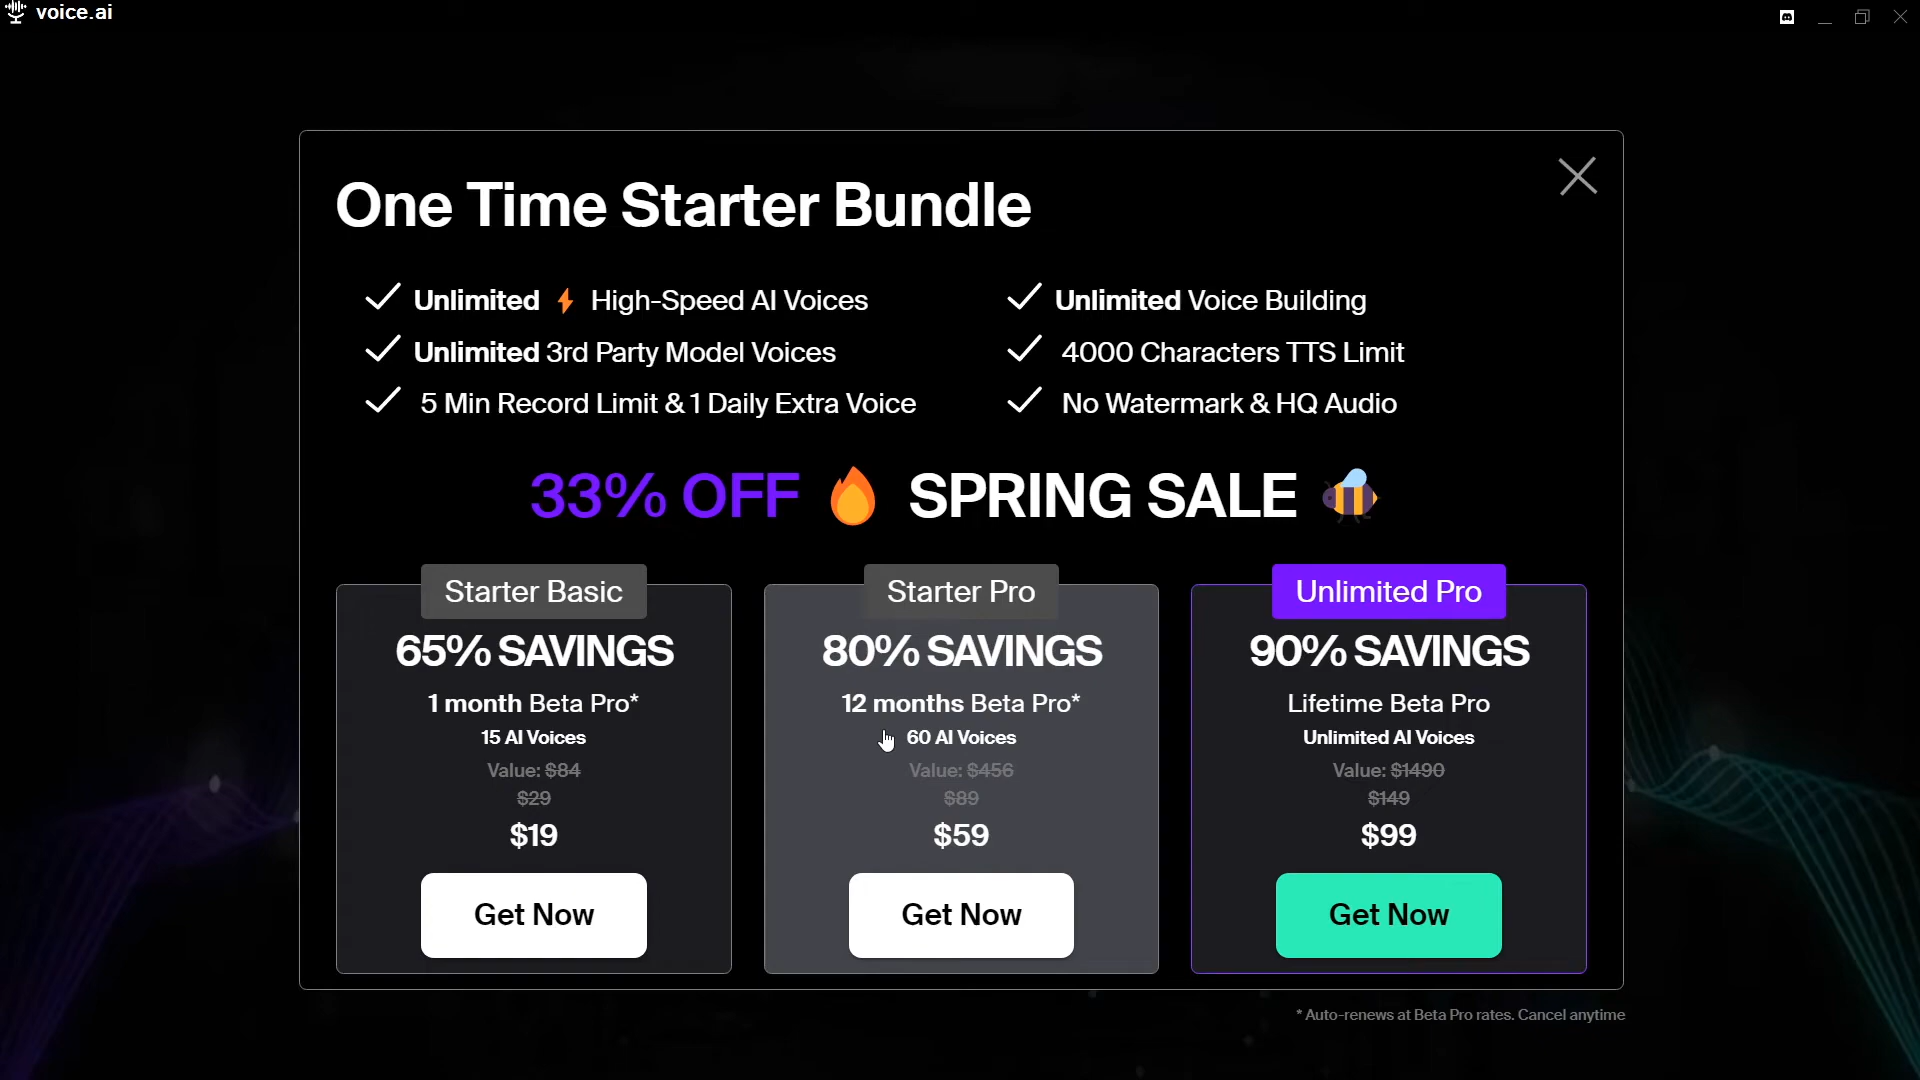 voice.ai
One Time Starter Bundle
Unlimited ⚡ High-Speed AI Voices
Unlimited Voice Building
Unlimited 3rd Party Model Voices
4000 Characters TTS Limit
5 Min Record Limit & 1 Daily Extra Voice
No Watermark & HQ Audio
33% OFF 🔥 SPRING SALE 🐝
Starter Basic
65% SAVINGS
1 month Beta Pro*
15 AI Voices
Value: $84
$29
$19
Get Now
Starter Pro
80% SAVINGS
12 months Beta Pro*
60 AI Voices
Value: $456
$89
$59
Get Now
Unlimited Pro
90% SAVINGS
Lifetime Beta Pro
Unlimited AI Voices
Value: $1490
$149
$99
Get Now
* Auto-renews at Beta Pro rates. Cancel anytime